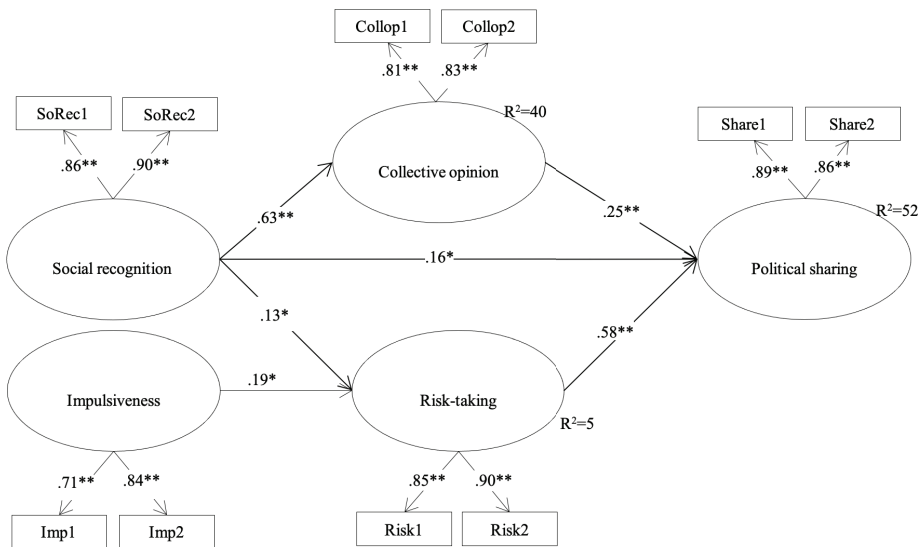 Collop1
Collop2
.81**
.83**
R²=40
SoRec1
SoRec2
.86**
.90**
Collective opinion
Share1
Share2
.89**
.86**
R²=52
.63**
.25**
Social recognition
.16*
Political sharing
.13*
.58**
Impulsiveness
.19*
Risk-taking
R²=5
.71**
.84**
.85**
.90**
Imp1
Imp2
Risk1
Risk2